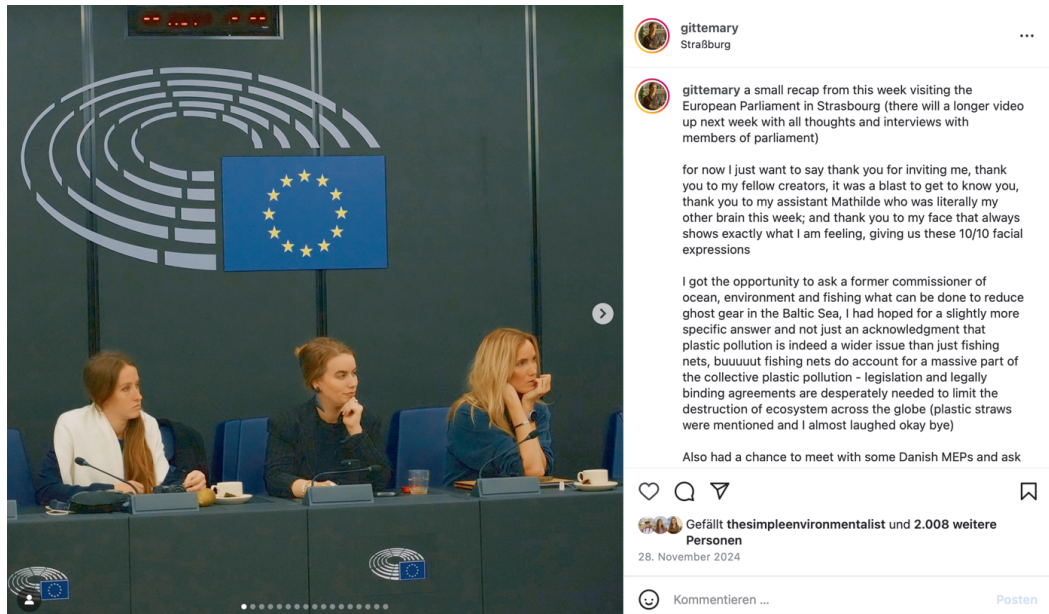 gittemary
Straßburg
gittemary a small recap from this week visiting the
European Parliament in Strasbourg (there will a longer video
up next week with all thoughts and interviews with
members of parliament)
for now I just want to say thank you for inviting me, thank
you to my fellow creators, it was a blast to get to know you,
thank you to my assistant Mathilde who was literally my
other brain this week; and thank you to my face that always
shows exactly what I am feeling, giving us these 10/10 facial
expressions
I got the opportunity to ask a former commissioner of
ocean, environment and fishing what can be done to reduce
ghost gear in the Baltic Sea, I had hoped for a slightly more
specific answer and not just an acknowledgment that
plastic pollution is indeed a wider issue than just fishing
nets, buuuuut fishing nets do account for a massive part of
the collective plastic pollution - legislation and legally
binding agreements are desperately needed to limit the
destruction of ecosystem across the globe (plastic straws
were mentioned and I almost laughed okay bye)
Also had a chance to meet with some Danish MEPs and ask
Gefällt thesimpleenvironmentalist und 2.008 weitere
Personen
28. November 2024
Kommentieren ...
Posten